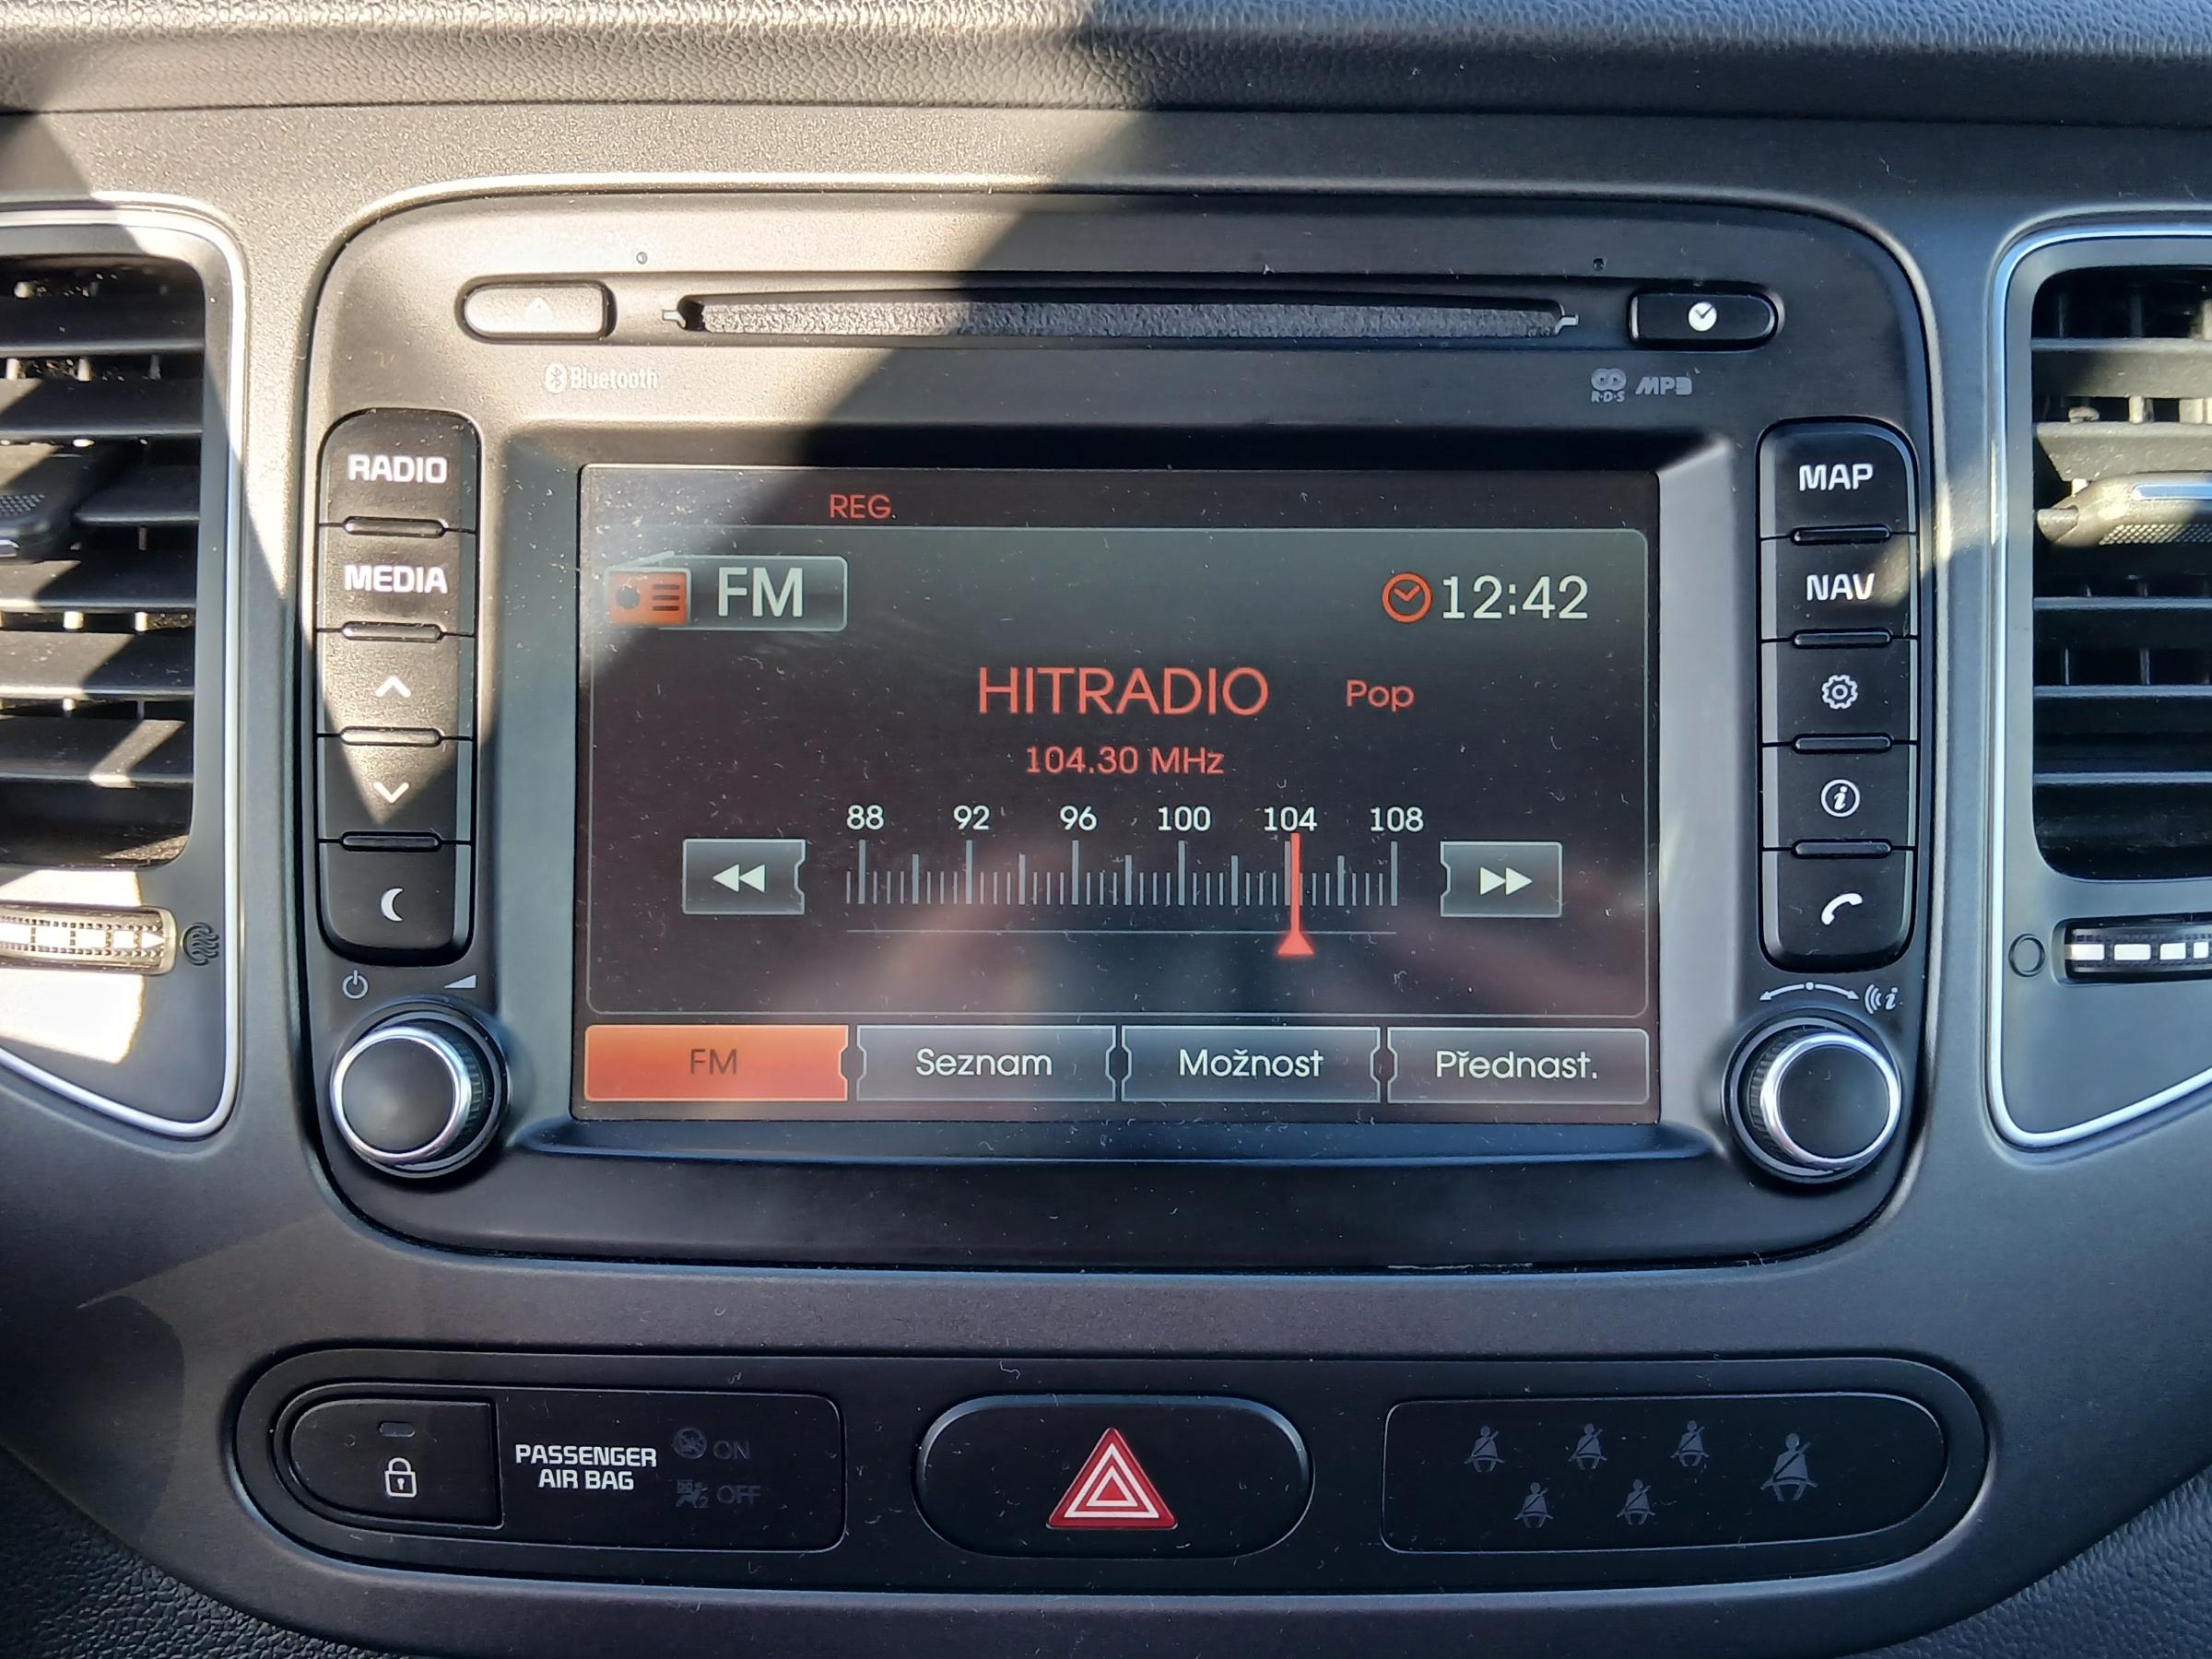 Bluetooth
R·D·S MP3
RADIO
MEDIA
MAP
NAV
REG
FM
12:42
HITRADIO Pop
104.30 MHz
88 92 96 100 104 108
FM Seznam Možnost Přednast.
PASSENGER
AIR BAG
ON
OFF